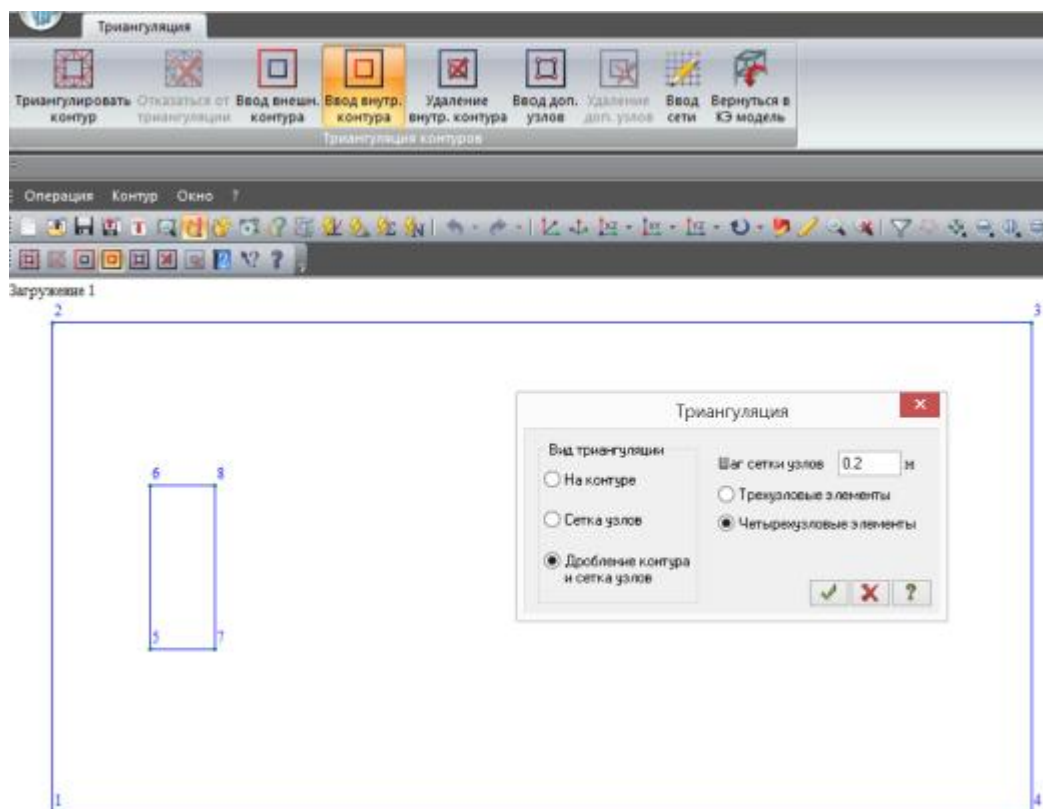 Триангуляция
Триангулировать контур
Отказаться от триангуляции
Ввод внешн. контура
Ввод внутр. контура
Удаление внутр. контура
Ввод доп. узлов
Удаление доп. узлов
Ввод сети
Вернуться в КЭ модель
Триангуляция контуров
Операция Контур Окно ?
Загружение 1
2
3
Триангуляция
Вид триангуляции
Шаг сетки узлов 0.2 м
На контуре
Трехузловые элементы
Сетка узлов
Четырехузловые элементы
Дробление контура
и сетка узлов
?
6 8
5 7
1
4